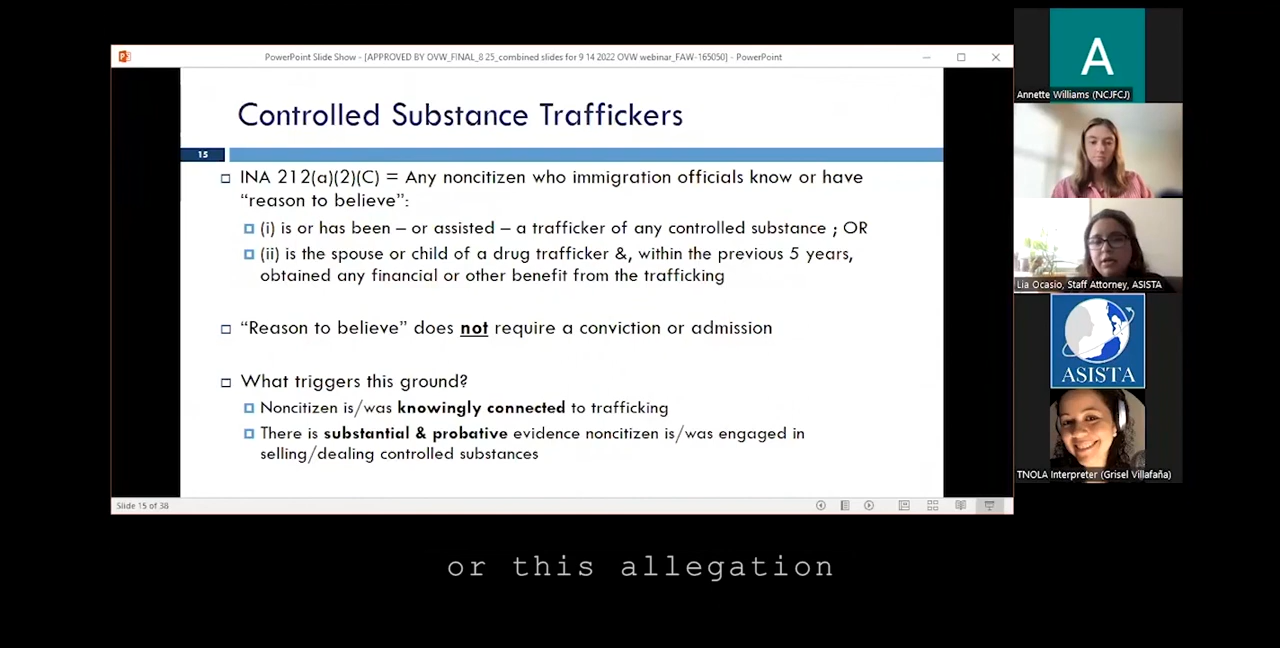 PowerPoint Slide Show - [APPROVED BY OVW_FINAL_8 25_combined slides for 9 14 2022 OVW webinar_FAW-165050] - PowerPoint
Controlled Substance Traffickers
15
INA 212(a)(2)(C) = Any noncitizen who immigration officials know or have
“reason to believe”:
(i) is or has been – or assisted – a trafficker of any controlled substance ; OR
(ii) is the spouse or child of a drug trafficker &, within the previous 5 years,
obtained any financial or other benefit from the trafficking
“Reason to believe” does not require a conviction or admission
What triggers this ground?
Noncitizen is/was knowingly connected to trafficking
There is substantial & probative evidence noncitizen is/was engaged in
selling/dealing controlled substances
Slide 15 of 38
A
Annette Williams (NCJFCJ)
Lia Ocasio, Staff Attorney, ASISTA
ASISTA
TNOLA Interpreter (Grisel Villafaña)
or this allegation